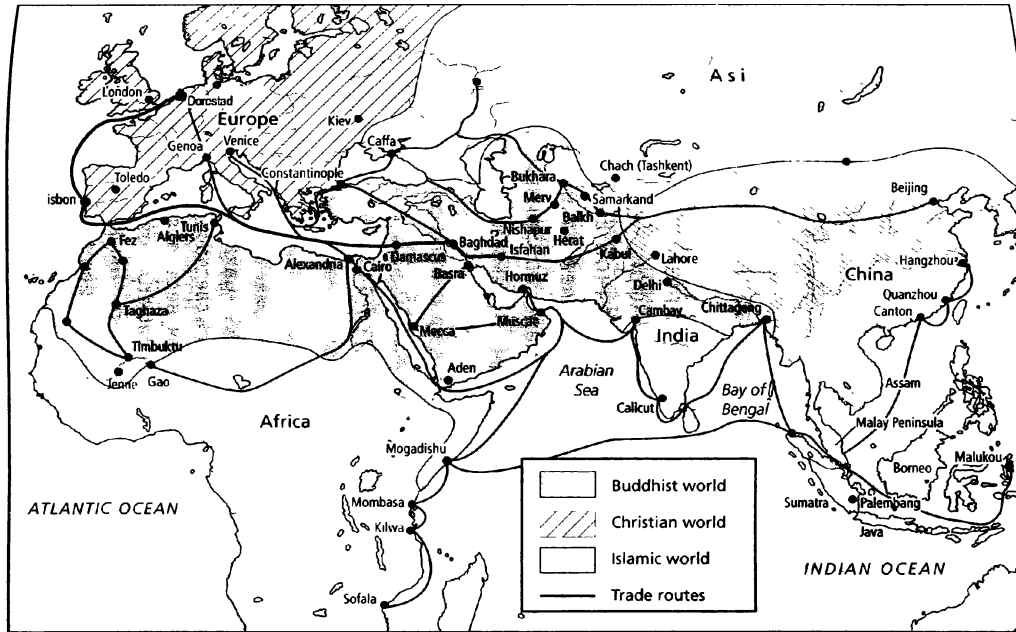 Asi
London
Dorestad
Europe
Kiev
Genoa
Venice
Caffa
Constantinople
Toledo
isbon
Chach (Tashkent)
Bukhara
Samarkand
Merv
Balkh
Beijing
Nishapur
Herat
Tunis
Algiers
Fez
Baghdad
Damascus
Isfahan
Kabul
Lahore
Hangzhou
China
Alexandria
Cairo
Basra
Hormuz
Delhi
Quanzhou
Canton
Taghaza
Mecca
Cambay
India
Chittagong
Timbuktu
Gao
Aden
Arabian
Sea
Bay of
Bengal
Assam
Calicut
Malay Peninsula
Africa
Mogadishu
Borneo
Malukou
Mombasa
Sumatra
Palembang
Java
Kilwa
Sofala
ATLANTIC OCEAN
INDIAN OCEAN
Buddhist world
Christian world
Islamic world
Trade routes